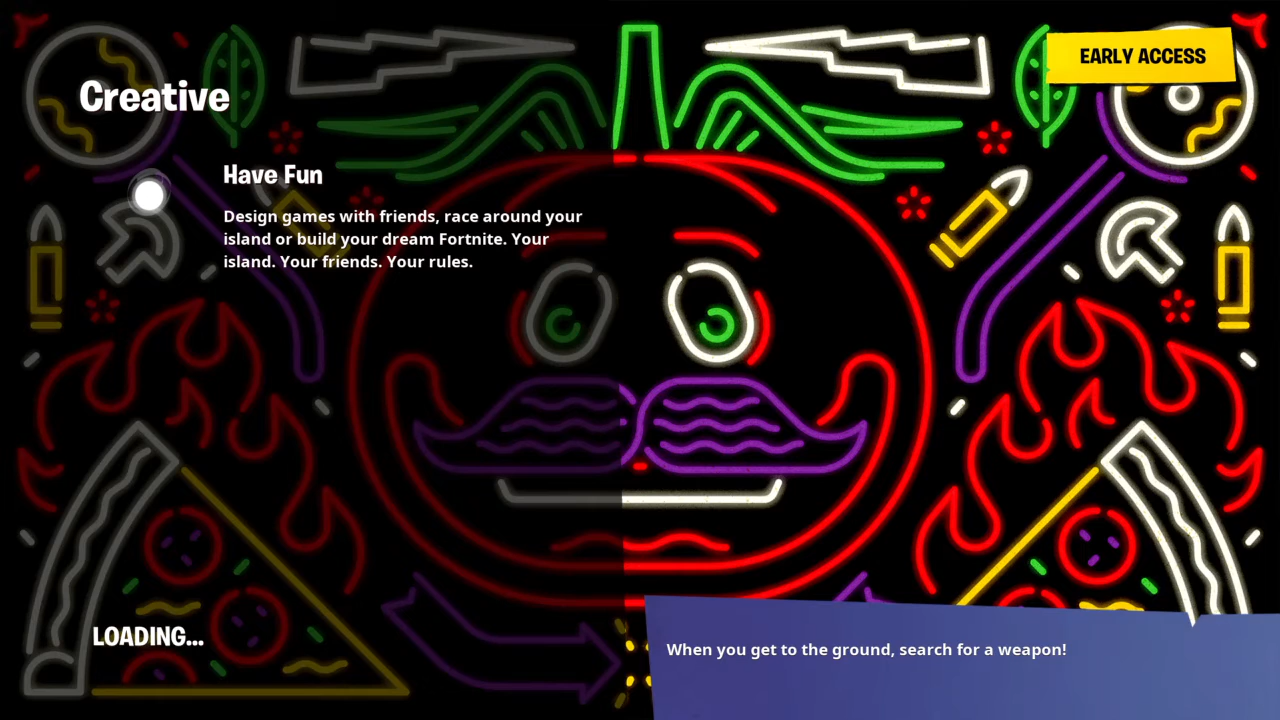 EARLY ACCESS
Creative
Have Fun
Design games with friends, race around your
island or build your dream Fortnite. Your
island. Your friends. Your rules.
LOADING...
When you get to the ground, search for a weapon!